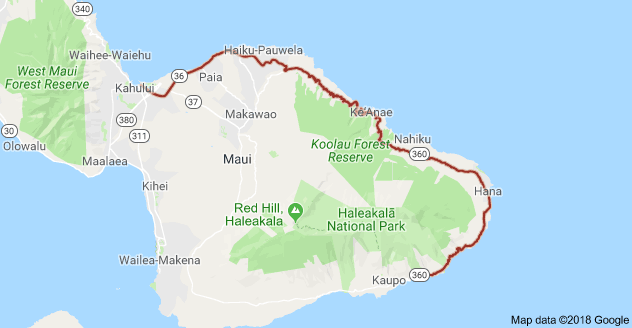 340
Waihee-Waiehu
Haiku-Pauwela
West Maui
Forest Reserve
36
Paia
Kahului
37
Makawao
Ke'Anae
380
30
311
Nahiku
Olowalu
Koolau Forest
Reserve
360
Maalaea
Maui
Kihei
Hana
Red Hill,
Haleakala
Haleakalā
National Park
Wailea-Makena
360
Kaupo
Map data ©2018 Google